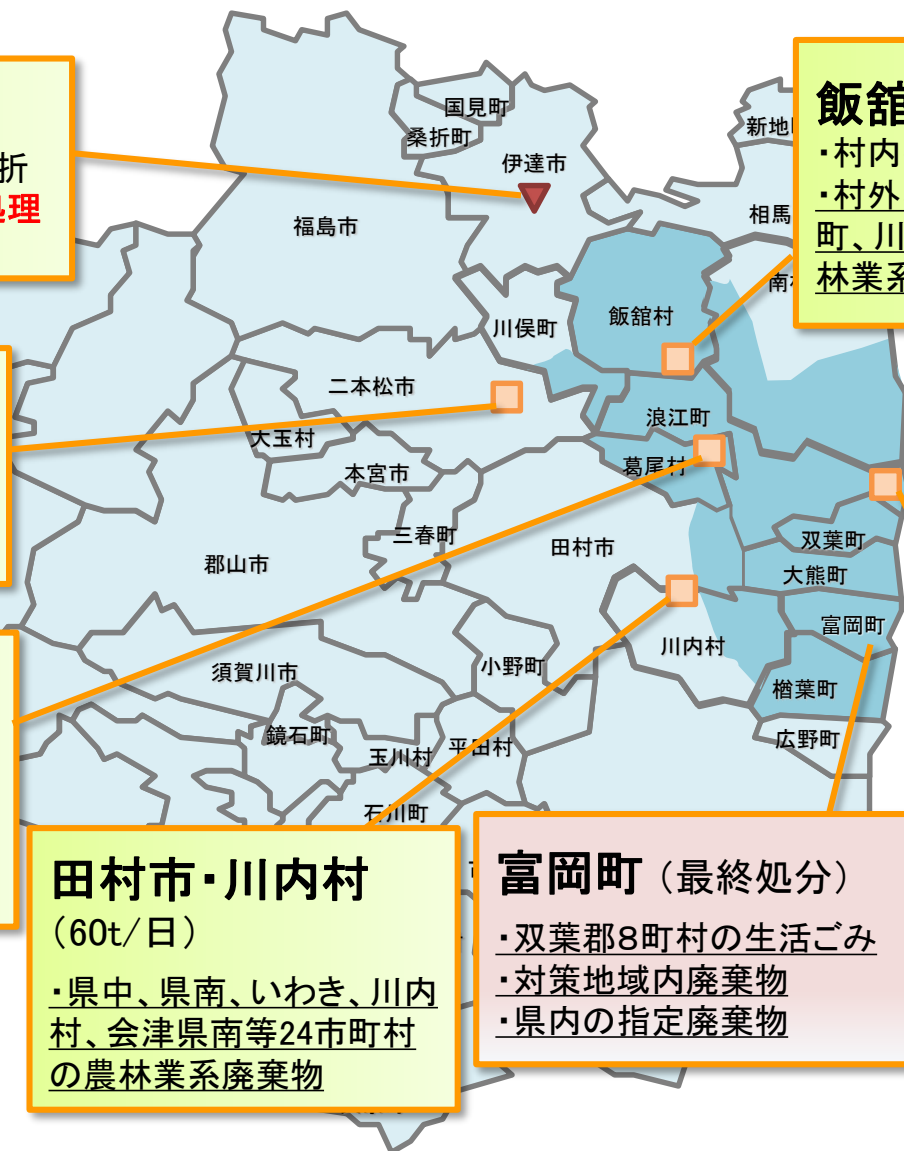 折
処理
飯舘
・村内
・村外
町、川
林業系
国見町
桑折町
伊達市
新地
福島市
相馬
南相
川俣町
飯舘村
二本松市
大玉村
本宮市
浪江町
葛尾村
三春町
郡山市
田村市
双葉町
大熊町
富岡町
川内村
小野町
須賀川市
楢葉町
鏡石町
広野町
玉川村
平田村
石川町
田村市・川内村
(60t/日)
・県中、県南、いわき、川内
村、会津県南等24市町村
の農林業系廃棄物
富岡町(最終処分)
・双葉郡8町村の生活ごみ
・対策地域内廃棄物
・県内の指定廃棄物